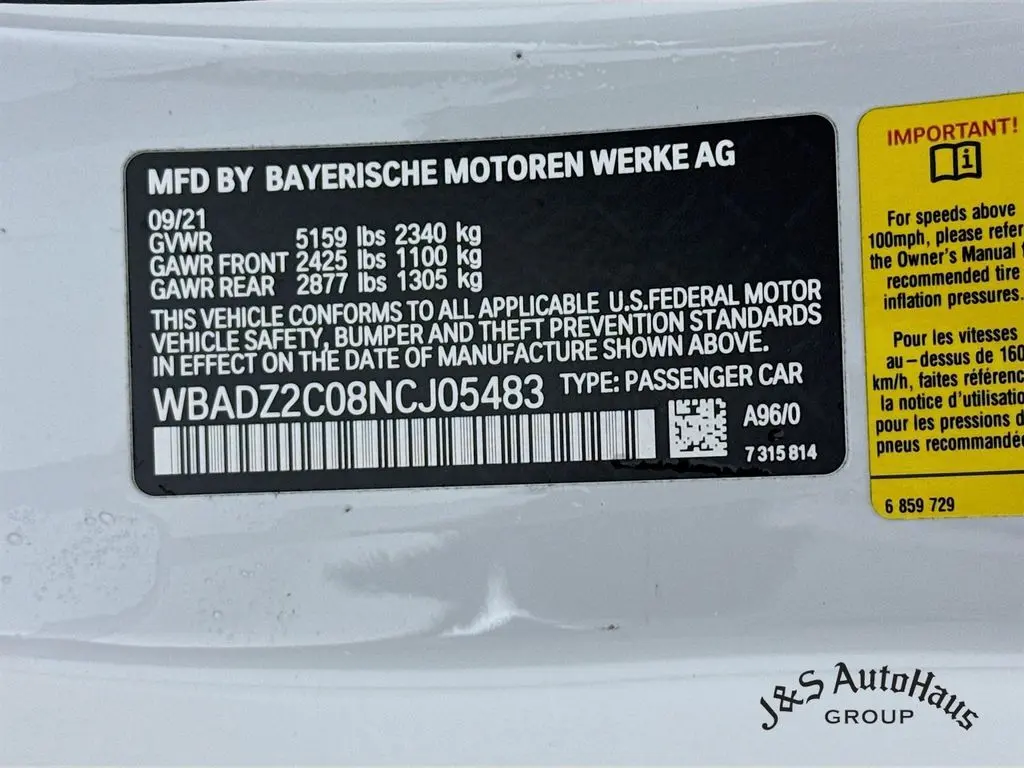 MFD BY BAYERISCHE MOTOREN WERKE AG
09/21
GVWR 5159 lbs 2340 kg
GAWR FRONT 2425 lbs 1100 kg
GAWR REAR 2877 lbs 1305 kg
THIS VEHICLE CONFORMS TO ALL APPLICABLE U.S.FEDERAL MOTOR
VEHICLE SAFETY, BUMPER AND THEFT PREVENTION STANDARDS
IN EFFECT ON THE DATE OF MANUFACTURE SHOWN ABOVE.
WBADZ2C08NCJ05483 TYPE: PASSENGER CAR
A96/0
7 315 814
IMPORTANT!
For speeds above
100mph, please refer
the Owner's Manual
recommended tire
inflation pressures.
Pour les vitesses
au-dessus de 160
km/h, faites
la notice
pour les pressions
pneus
6 859 729
J&S AutoHaus
GROUP